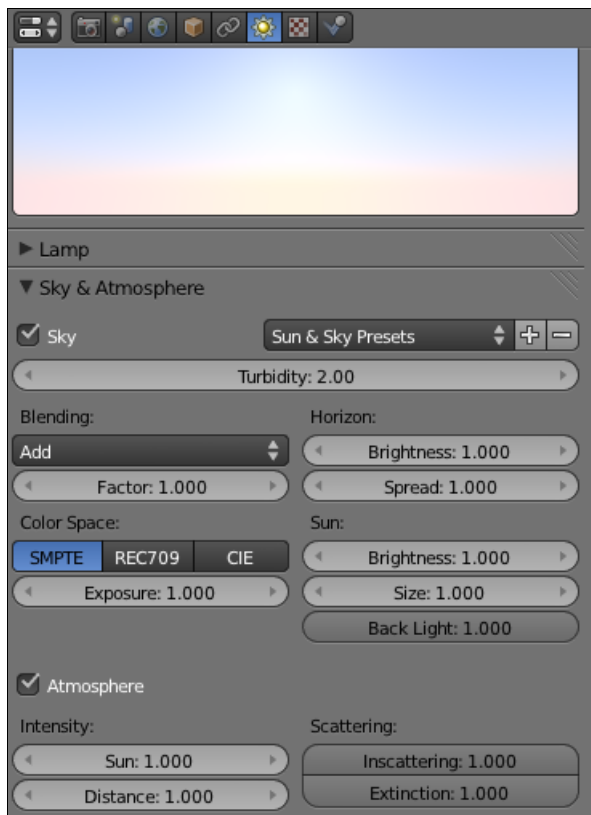 Lamp
Sky & Atmosphere
Sky
Sun & Sky Presets
Turbidity: 2.00
Blending:
Horizon:
Add
Brightness: 1.000
Factor: 1.000
Spread: 1.000
Color Space:
Sun:
SMPTE REC709 CIE
Brightness: 1.000
Exposure: 1.000
Size: 1.000
Back Light: 1.000
Atmosphere
Intensity:
Scattering:
Sun: 1.000
Inscattering: 1.000
Distance: 1.000
Extinction: 1.000